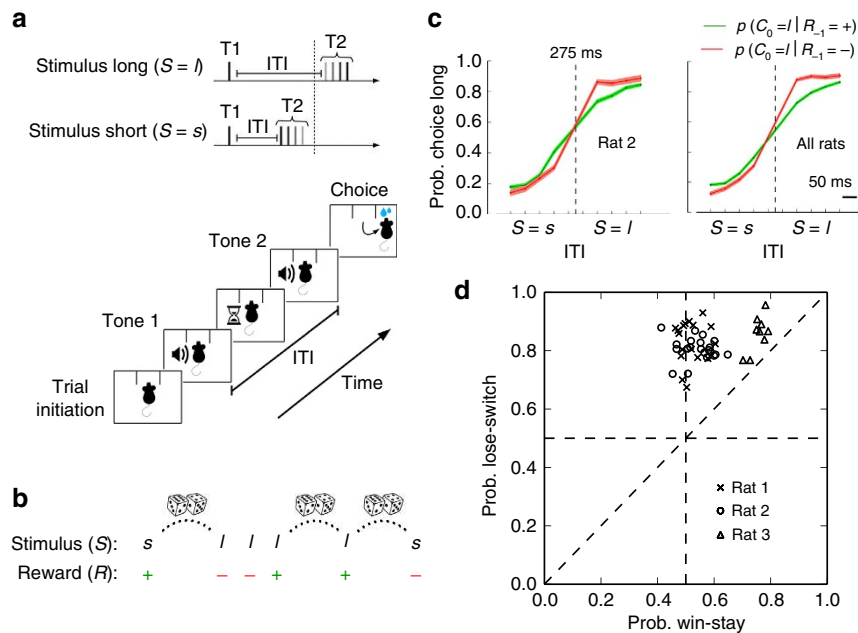 a
T1
ITI
T2
Stimulus long (S = l)
T1
ITI
T2
Stimulus short (S = s)
Choice
Tone 2
Tone 1
ITI
Time
Trial
initiation
b
Stimulus (S): s l l l l s
Reward (R): + − − + + −
c
p (C₀ = l | R₋₁ = +)
p (C₀ = l | R₋₁ = −)
275 ms
Prob. choice long
1.0
0.8
0.6
0.4
0.2
0.0
Rat 2
All rats
50 ms
S = s S = l
ITI
S = s S = l
ITI
d
Prob. lose-switch
1.0
0.8
0.6
0.4
0.2
0.0
Rat 1
Rat 2
Rat 3
0.0 0.2 0.4 0.6 0.8 1.0
Prob. win-stay